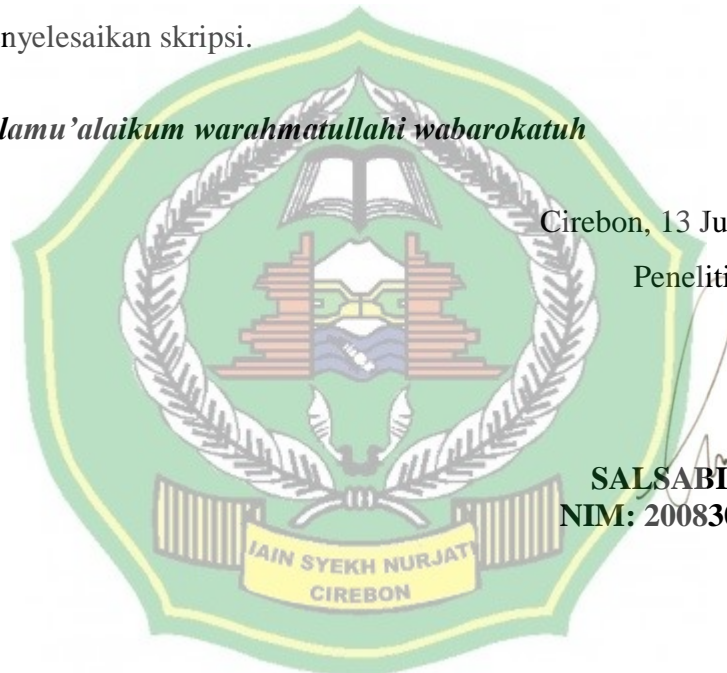 nyelesaikan skripsi.
lamu’alaikum warahmatullahi wabarokatuh
Cirebon, 13 Ju
Peneliti
SALSABI
NIM: 20083
IAIN SYEKH NURJATI
CIREBON